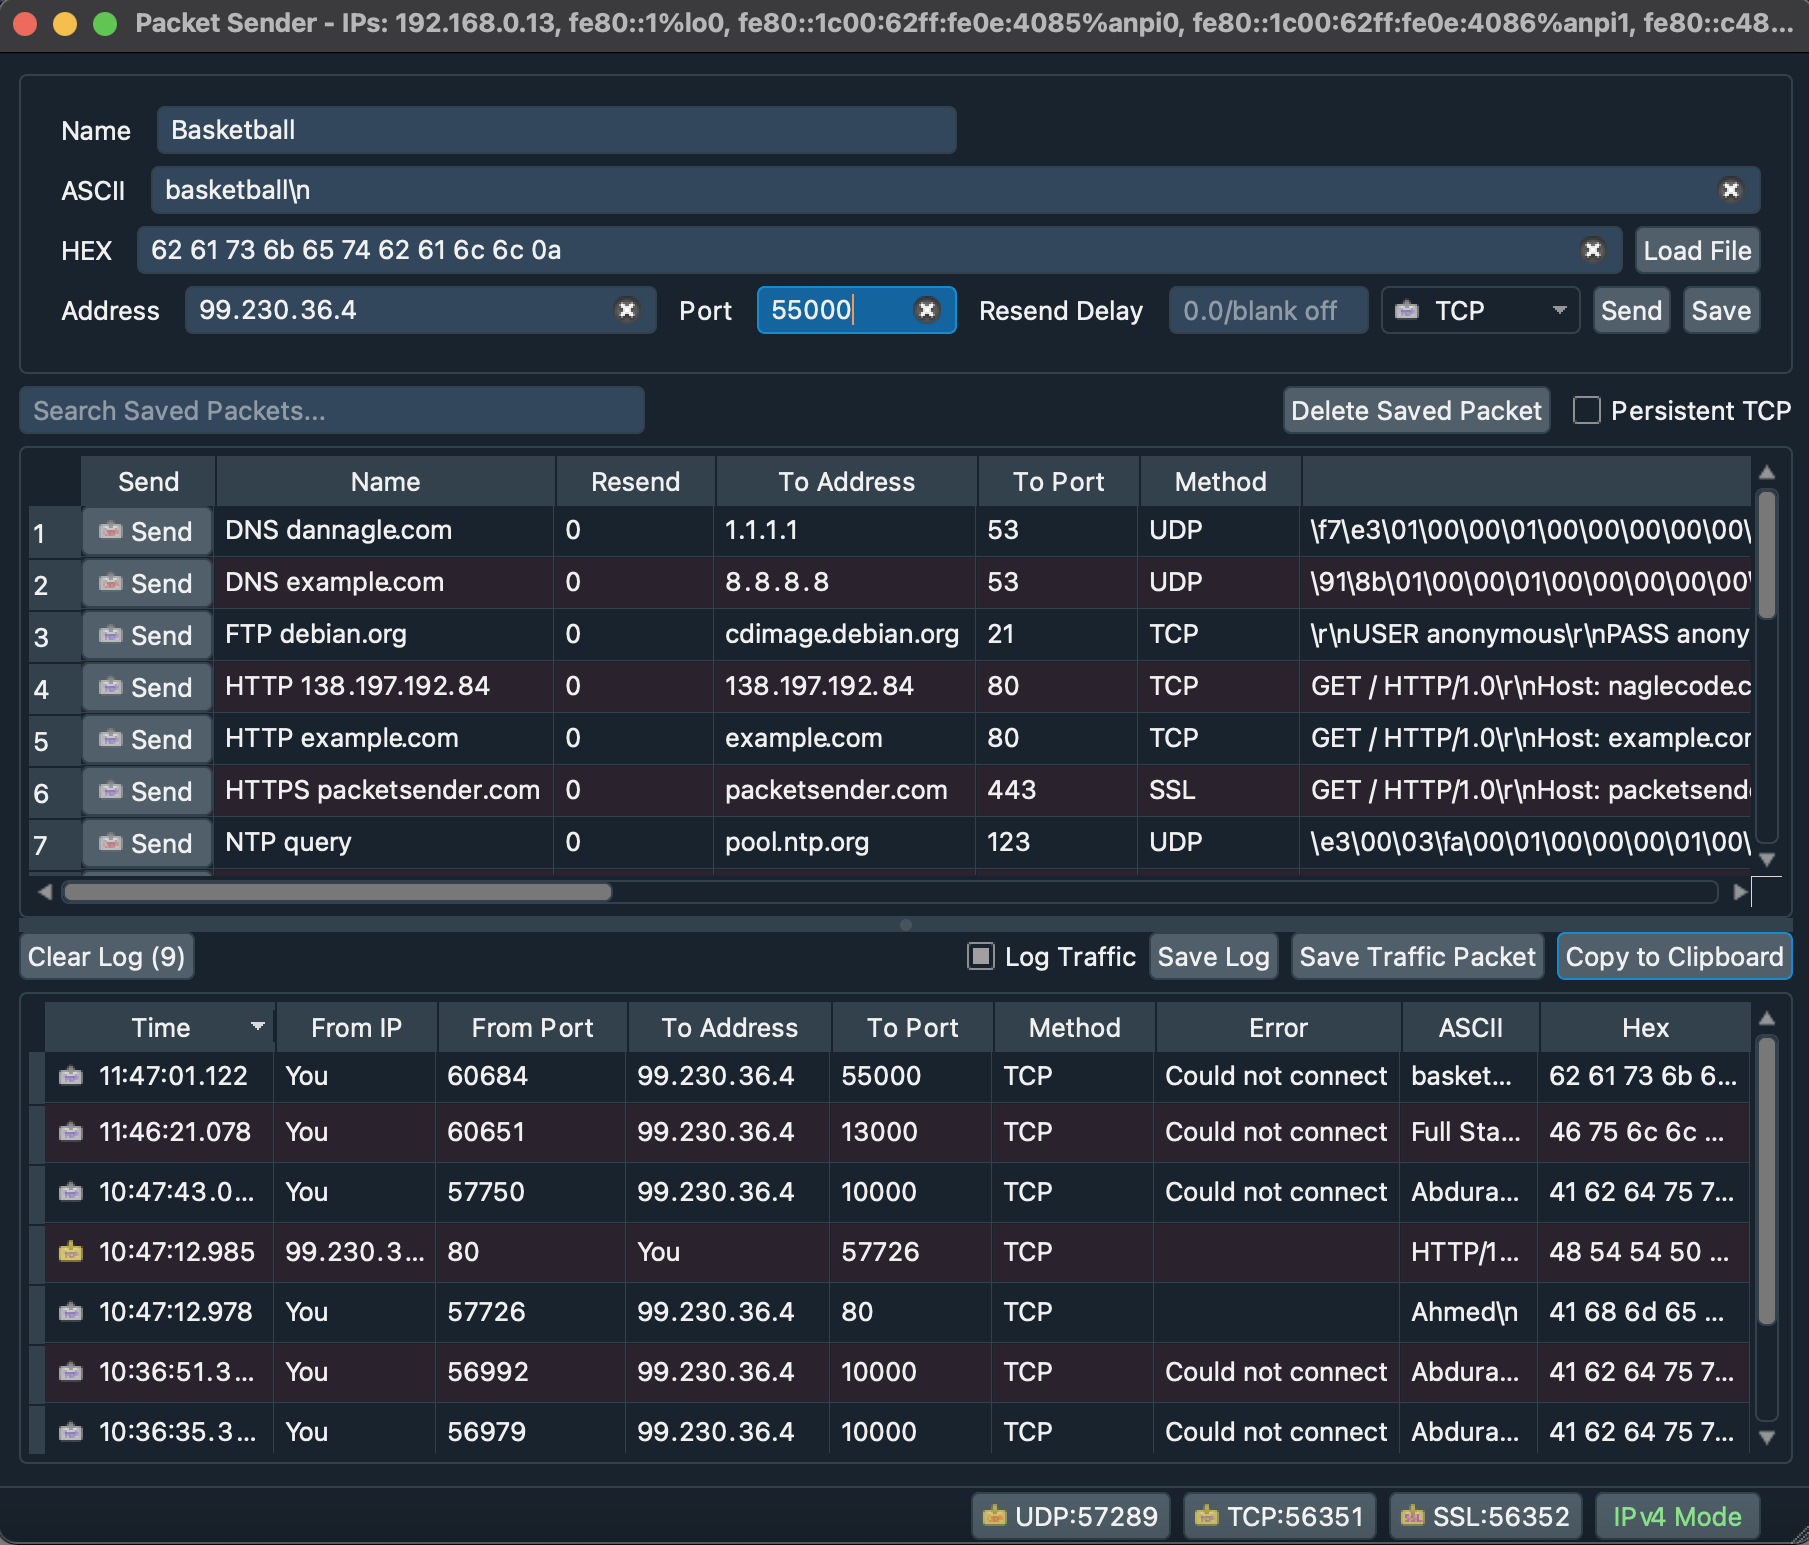 Packet Sender - IPs: 192.168.0.13, fe80::1%lo0, fe80::1c00:62ff:fe0e:4085%anpi0, fe80::1c00:62ff:fe0e:4086%anpi1, fe80::c48...
Name Basketball
ASCII basketball\n
HEX 62 61 73 6b 65 74 62 61 6c 6c 0a Load File
Address 99.230.36.4 Port 55000 Resend Delay 0.0/blank off TCP Send Save
Search Saved Packets... Delete Saved Packet Persistent TCP
Send Name Resend To Address To Port Method
1 Send DNS dannagle.com 0 1.1.1.1 53 UDP \f7\e3\01\00\00\01\00\00\00\00\00\
2 Send DNS example.com 0 8.8.8.8 53 UDP \91\8b\01\00\00\01\00\00\00\00\00\
3 Send FTP debian.org 0 cdimage.debian.org 21 TCP \r\nUSER anonymous\r\nPASS anony
4 Send HTTP 138.197.192.84 0 138.197.192.84 80 TCP GET / HTTP/1.0\r\nHost: naglecode.c
5 Send HTTP example.com 0 example.com 80 TCP GET / HTTP/1.0\r\nHost: example.cor
6 Send HTTPS packetsender.com 0 packetsender.com 443 SSL GET / HTTP/1.0\r\nHost: packetsend
7 Send NTP query 0 pool.ntp.org 123 UDP \e3\00\03\fa\00\01\00\00\00\01\00\
Clear Log (9) Log Traffic Save Log Save Traffic Packet Copy to Clipboard
Time From IP From Port To Address To Port Method Error ASCII Hex
11:47:01.122 You 60684 99.230.36.4 55000 TCP Could not connect basket... 62 61 73 6b 6...
11:46:21.078 You 60651 99.230.36.4 13000 TCP Could not connect Full Sta... 46 75 6c 6c ...
10:47:43.0... You 57750 99.230.36.4 10000 TCP Could not connect Abdura... 41 62 64 75 7...
10:47:12.985 99.230.3... 80 You 57726 TCP HTTP/1... 48 54 54 50 ...
10:47:12.978 You 57726 99.230.36.4 80 TCP Ahmed\n 41 68 6d 65 ...
10:36:51.3... You 56992 99.230.36.4 10000 TCP Could not connect Abdura... 41 62 64 75 7...
10:36:35.3... You 56979 99.230.36.4 10000 TCP Could not connect Abdura... 41 62 64 75 7...
UDP:57289 TCP:56351 SSL:56352 IPv4 Mode